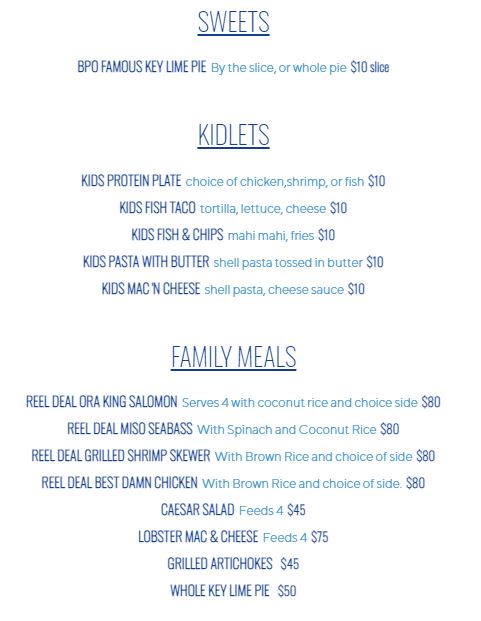 SWEETS
BPO FAMOUS KEY LIME PIE By the slice, or whole pie $10 slice
KIDLETS
KIDS PROTEIN PLATE choice of chicken,shrimp, or fish $10
KIDS FISH TACO tortilla, lettuce, cheese $10
KIDS FISH & CHIPS mahi mahi, fries $10
KIDS PASTA WITH BUTTER shell pasta tossed in butter $10
KIDS MAC 'N CHEESE shell pasta, cheese sauce $10
FAMILY MEALS
REEL DEAL ORA KING SALOMON Serves 4 with coconut rice and choice side $80
REEL DEAL MISO SEABASS With Spinach and Coconut Rice $80
REEL DEAL GRILLED SHRIMP SKEWER With Brown Rice and choice of side $80
REEL DEAL BEST DAMN CHICKEN With Brown Rice and choice of side. $80
CAESAR SALAD Feeds 4 $45
LOBSTER MAC & CHEESE Feeds 4 $75
GRILLED ARTICHOKES $45
WHOLE KEY LIME PIE $50